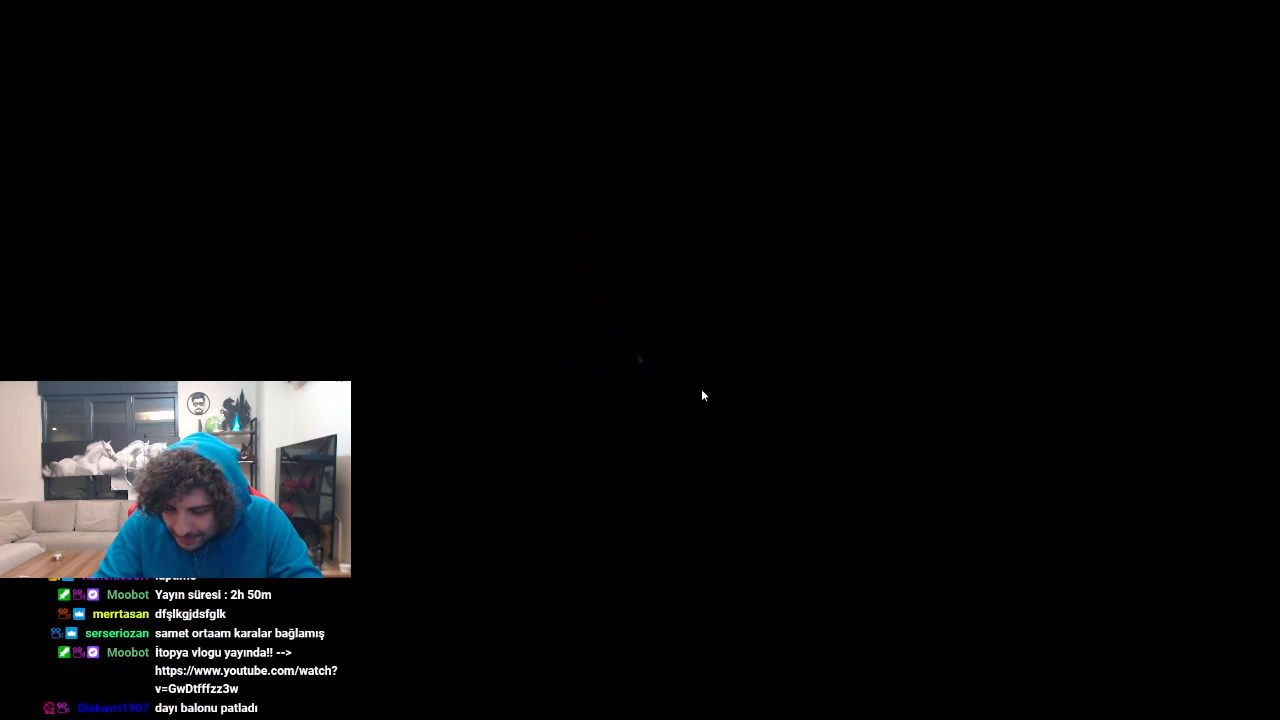 Moobot Yayın süresi : 2h 50m
merrtasan dfşlkgjdsfglk
serseriozan samet ortaam karalar bağlamış
Moobot İtopya vlogu yayında!! -->
https://www.youtube.com/watch?
v=GwDtfffzz3w
dayı balonu patladı